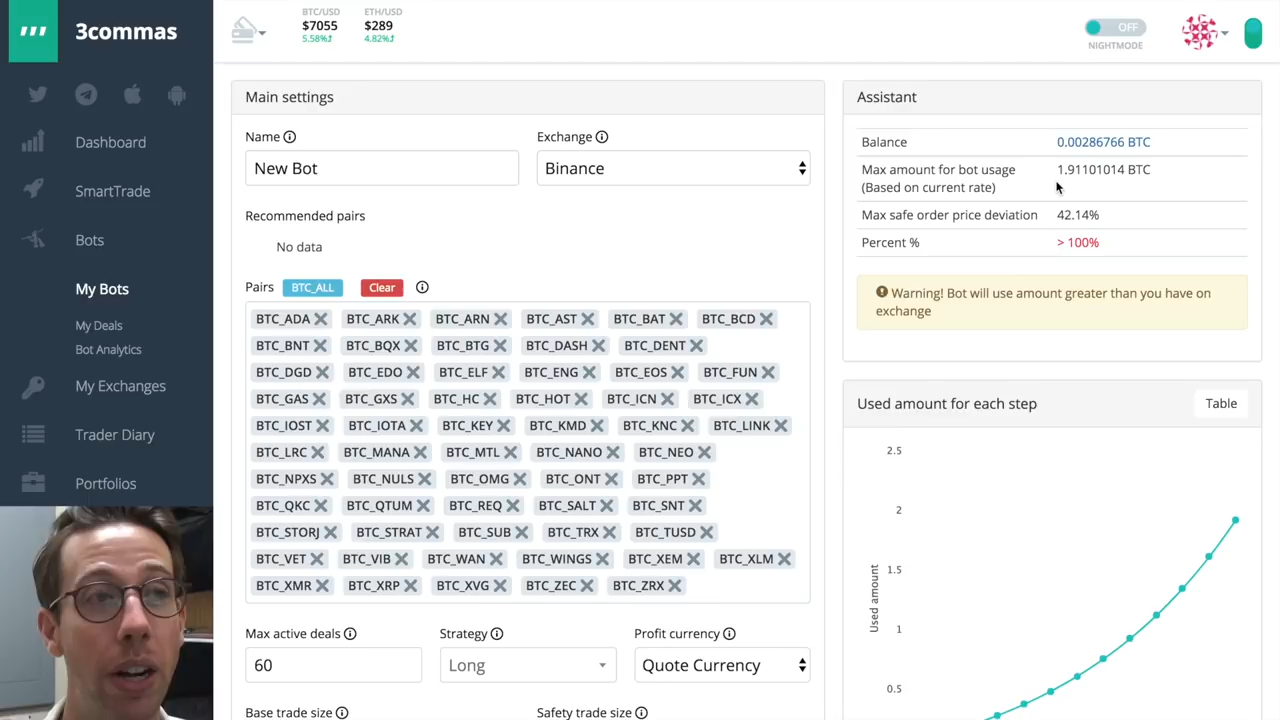 3commas
BTC/USD
$7055
5.58%
ETH/USD
$289
4.82%
OFF
NIGHTMODE
Dashboard
SmartTrade
Bots
My Bots
My Deals
Bot Analytics
My Exchanges
Trader Diary
Portfolios
Main settings
Name
Exchange
New Bot
Binance
Recommended pairs
No data
Pairs BTC_ALL Clear
BTC_ADA BTC_ARK BTC_ARN BTC_AST BTC_BAT BTC_BCD
BTC_BNT BTC_BQX BTC_BTG BTC_DASH BTC_DENT
BTC_DGD BTC_EDO BTC_ELF BTC_ENG BTC_EOS BTC_FUN
BTC_GAS BTC_GXS BTC_HC BTC_HOT BTC_ICN BTC_ICX
BTC_IOST BTC_IOTA BTC_KEY BTC_KMD BTC_KNC BTC_LINK
BTC_LRC BTC_MANA BTC_MTL BTC_NANO BTC_NEO
BTC_NPXS BTC_NULS BTC_OMG BTC_ONT BTC_PPT
BTC_QKC BTC_QTUM BTC_REQ BTC_SALT BTC_SNT
BTC_STORJ BTC_STRAT BTC_SUB BTC_TRX BTC_TUSD
BTC_VET BTC_VIB BTC_WAN BTC_WINGS BTC_XEM BTC_XLM
BTC_XMR BTC_XRP BTC_XVG BTC_ZEC BTC_ZRX
Max active deals
Strategy
Profit currency
60
Long
Quote Currency
Base trade size
Safety trade size
Assistant
Balance 0.00286766 BTC
Max amount for bot usage 1.91101014 BTC
(Based on current rate)
Max safe order price deviation 42.14%
Percent % > 100%
Warning! Bot will use amount greater than you have on
exchange
Used amount for each step
Table
2.5
2
1.5
1
0.5
Used amount